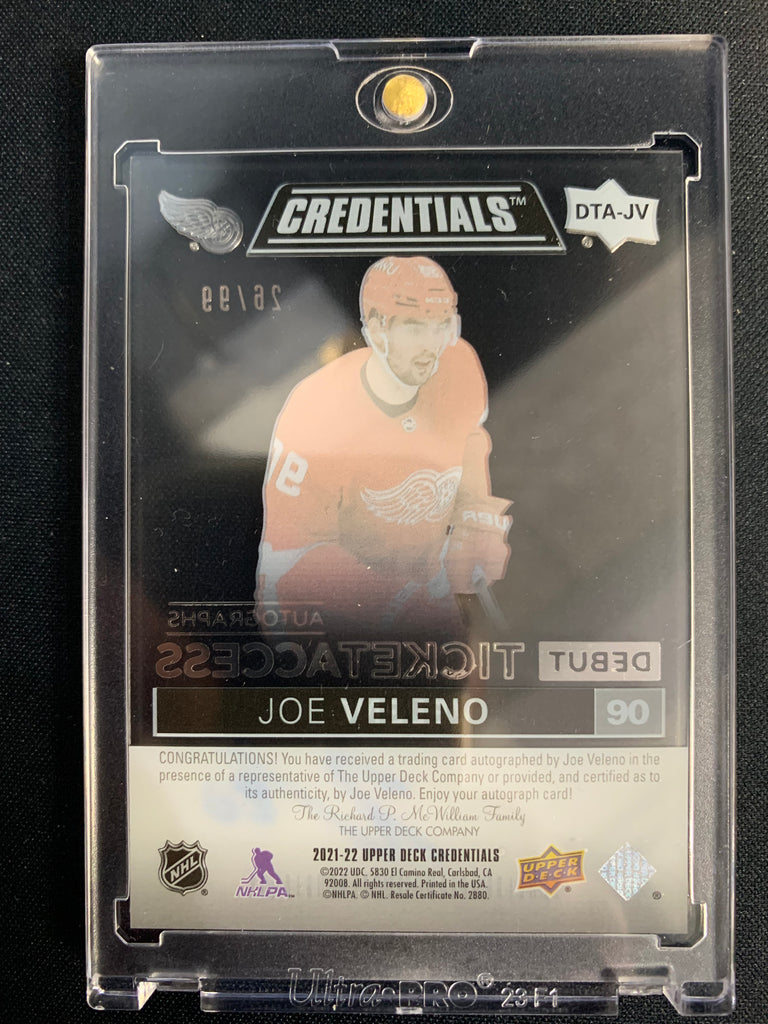 CREDENTIALS™
DTA-JV
26/99
90
AUTOGRAPHS
DEBUT TICKETACCESS
JOE VELENO 90
CONGRATULATIONS! You have received a trading card autographed by Joe Veleno in the
presence of a representative of The Upper Deck Company or provided, and certified as to
its authenticity, by Joe Veleno. Enjoy your autograph card!
The Richard P. McWilliam Family
THE UPPER DECK COMPANY
2021-22 UPPER DECK CREDENTIALS
©2022 UDC. 5830 El Camino Real, Carlsbad, CA
92008. All rights reserved. Printed in the USA.
©NHLPA. © NHL. Resale Certificate No. 2880.
NHL
NHLPA™
UPPER
D·E·C·K
Ultra·PRO® 23F1